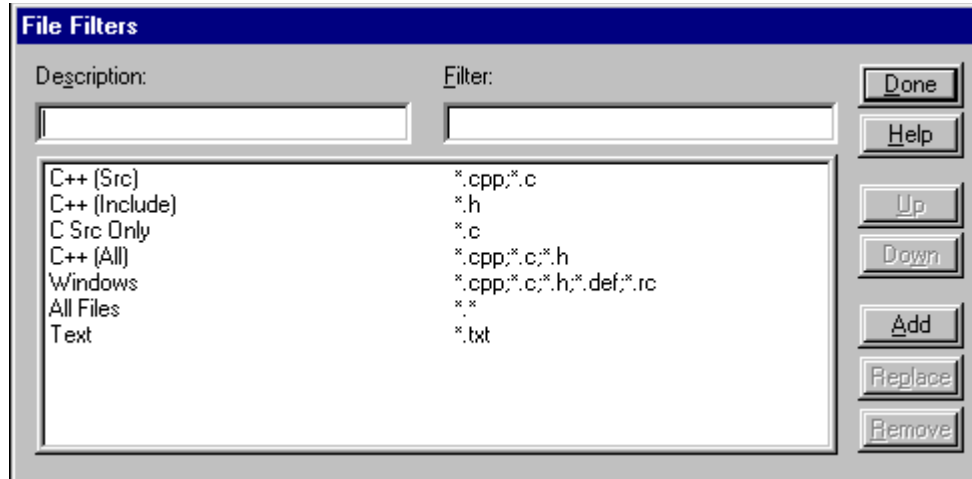 File Filters
Description: Filter:
Done
Help
C++ (Src) *.cpp;*.c
C++ (Include) *.h
C Src Only *.c
C++ (All) *.cpp;*.c;*.h
Windows *.cpp;*.c;*.h;*.def;*.rc
All Files *.*
Text *.txt
Up
Down
Add
Replace
Remove